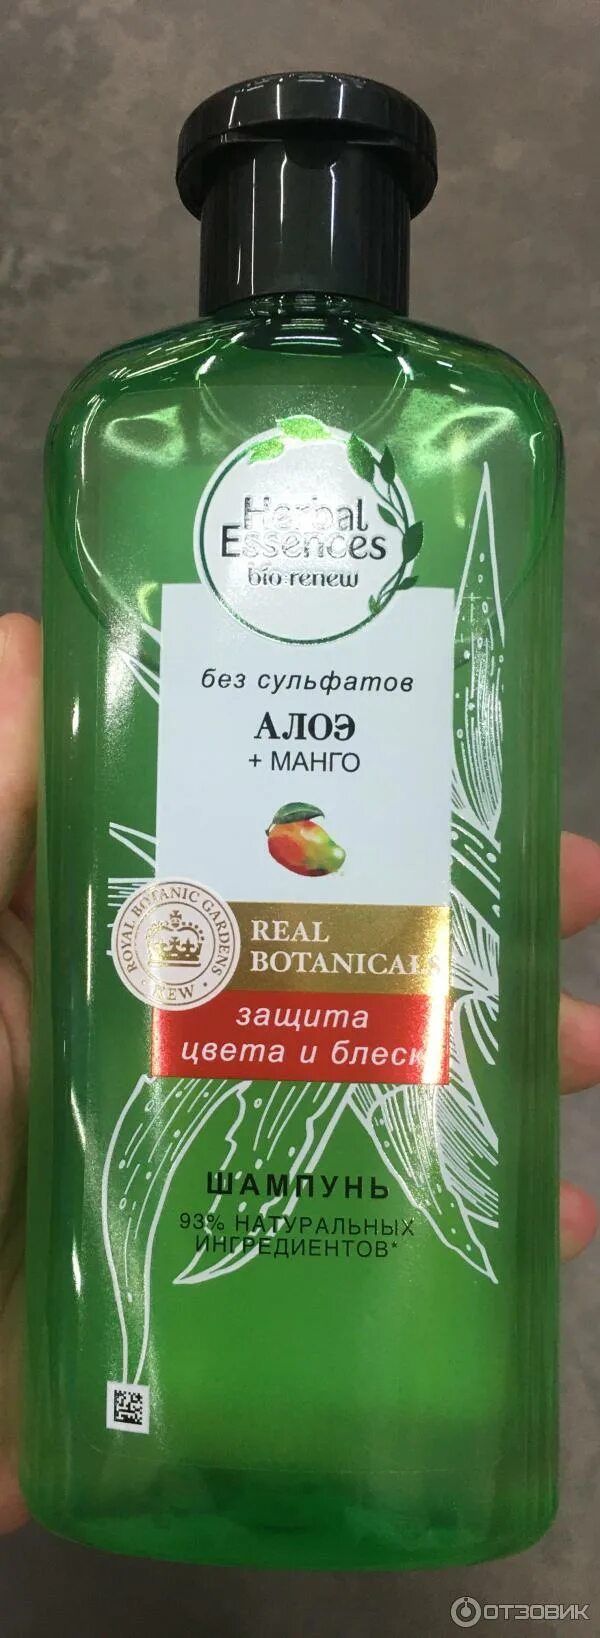 Herbal
Essences
bio:renew
без сульфатов
АЛОЭ
+ МАНГО
ROYAL BOTANIC GARDENS
KEW
REAL
BOTANICALS
защита
цвета и блеск
ШАМПУНЬ
93% НАТУРАЛЬНЫХ
ИНГРЕДИЕНТОВ*
ОТЗОВИК